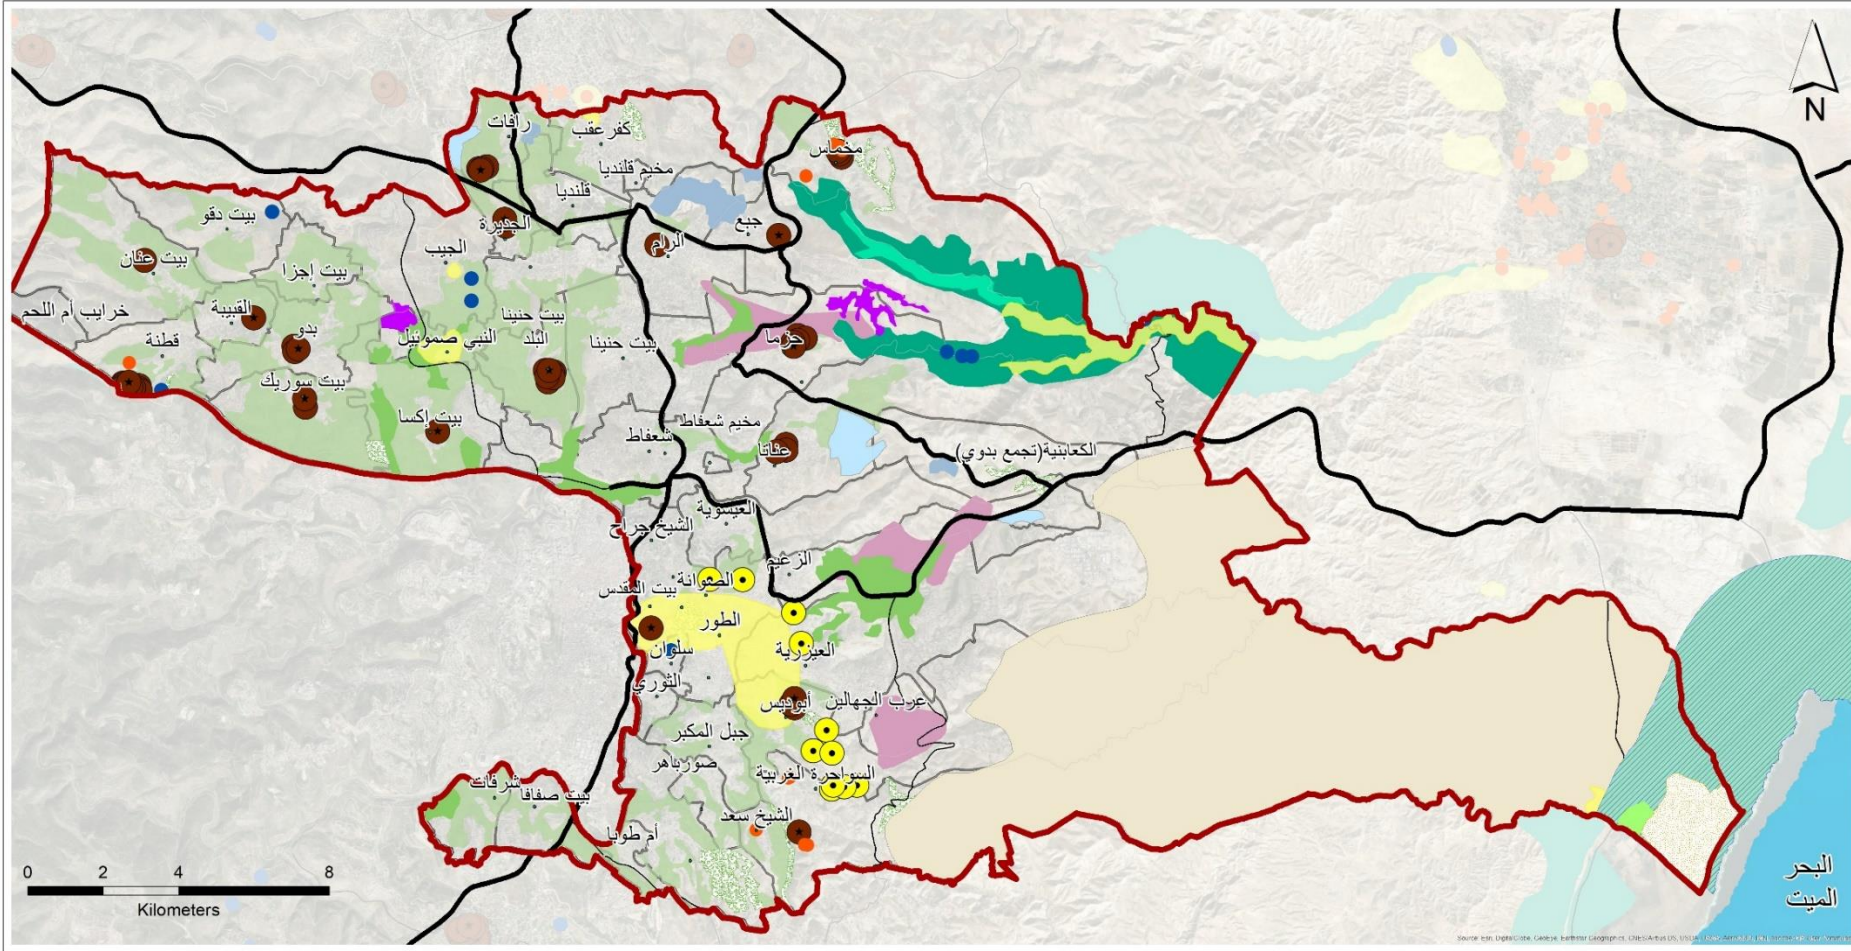 N
رافات
كفر عقب
مخماس
مخيم قلنديا
قلنديا
بيت دقو
الجديرة
الجيب
الرام
جبع
بيت عنان
بيت إجزا
خرايب أم اللحم
القبيبة
بدو
النبي صموئيل
بيت حنينا
البلد
بيت حنينا
حزما
قطنة
بيت سوريك
بيت إكسا
شعفاط
مخيم شعفاط
عناتا
الكعابنية(تجمع بدوي)
العيسوية
الشيخ جراح
الزعيم
الصوانة
بيت المقدس
الطور
سلوان
العيزرية
الثوري
أبوديس
عرب الجهالين
جبل المكبر
صورباهر
السواحرة الغربية
شرفات
بيت صفافا
الشيخ سعد
أم طوبا
البحر
الميت
0 2 4 8
Kilometers